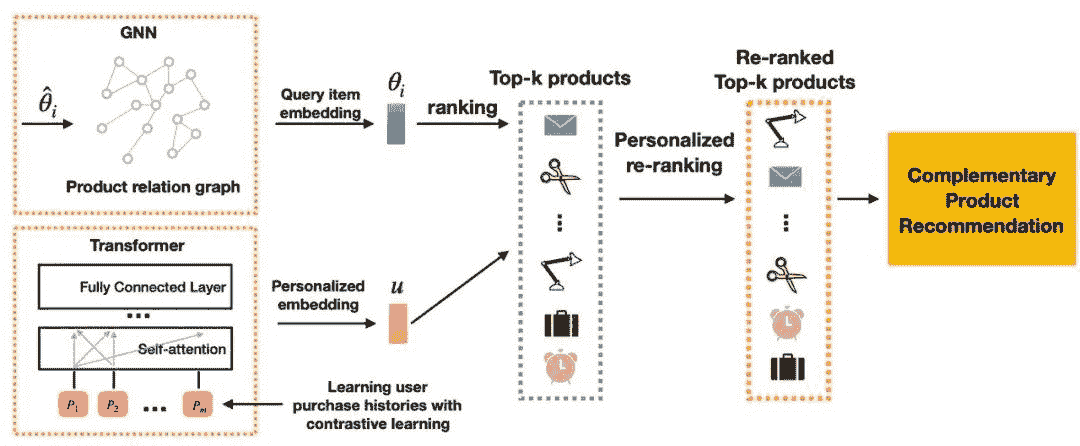 GNN
θ̂ᵢ
Product relation graph
Query item
embedding
θᵢ
ranking
Top-k products
Personalized
re-ranking
Re-ranked
Top-k products
Complementary
Product
Recommendation
Transformer
Fully Connected Layer
...
Self-attention
P₁
P₂
...
Pₘ
Personalized
embedding
u
Learning user
purchase histories with
contrastive learning